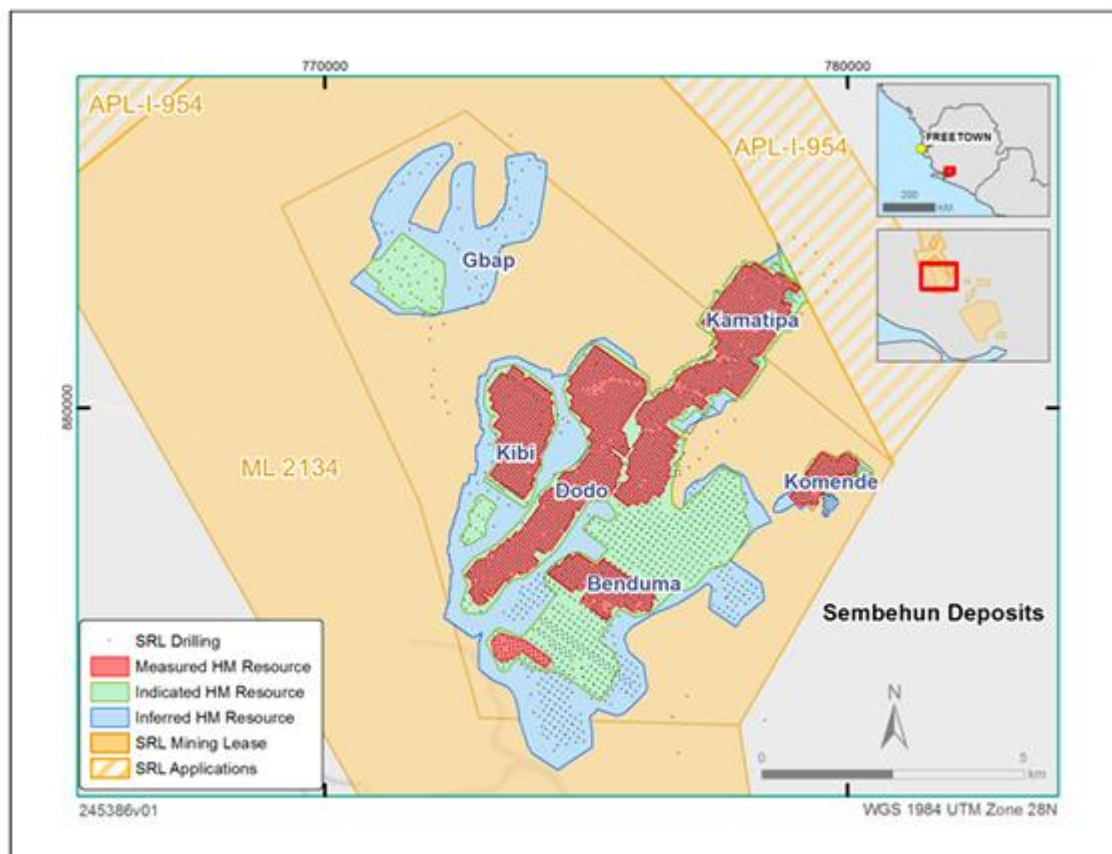 770000
780000
APL-I-954
APL-I-954
FREETOWN
200
KM
Gbap
Kamatipa
880000
Kibi
ML 2134
Dodo
Komende
Benduma
Sembehun Deposits
SRL Drilling
Measured HM Resource
Indicated HM Resource
Inferred HM Resource
SRL Mining Lease
SRL Applications
N
0
5
km
245386v01
WGS 1984 UTM Zone 28N